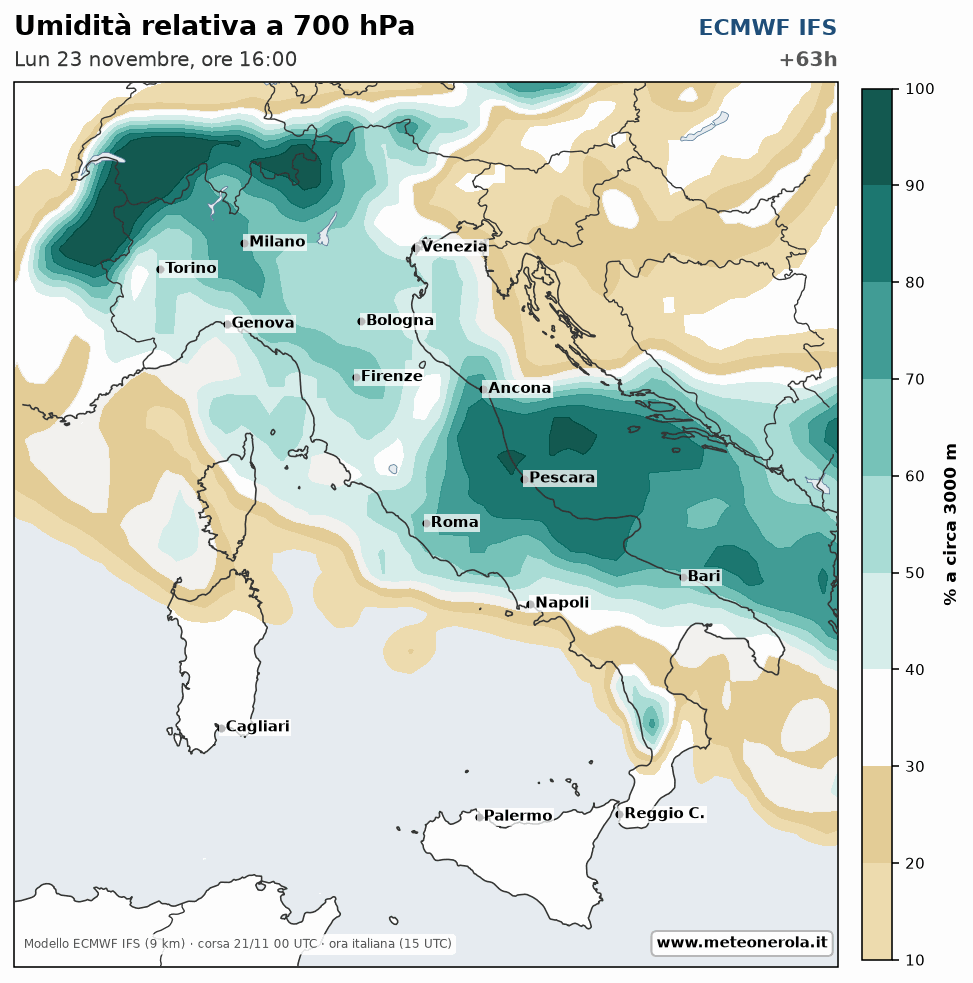 Umidità relativa a 700 hPa
ECMWF IFS
Lun 23 novembre, ore 16:00
+63h
Milano
Venezia
Torino
Genova
Bologna
Firenze
Ancona
Pescara
Roma
Bari
Napoli
Cagliari
Palermo
Reggio C.
100
90
80
70
60
50
40
30
20
10
% a circa 3000 m
Modello ECMWF IFS (9 km) · corsa 21/11 00 UTC · ora italiana (15 UTC)
www.meteonerola.it